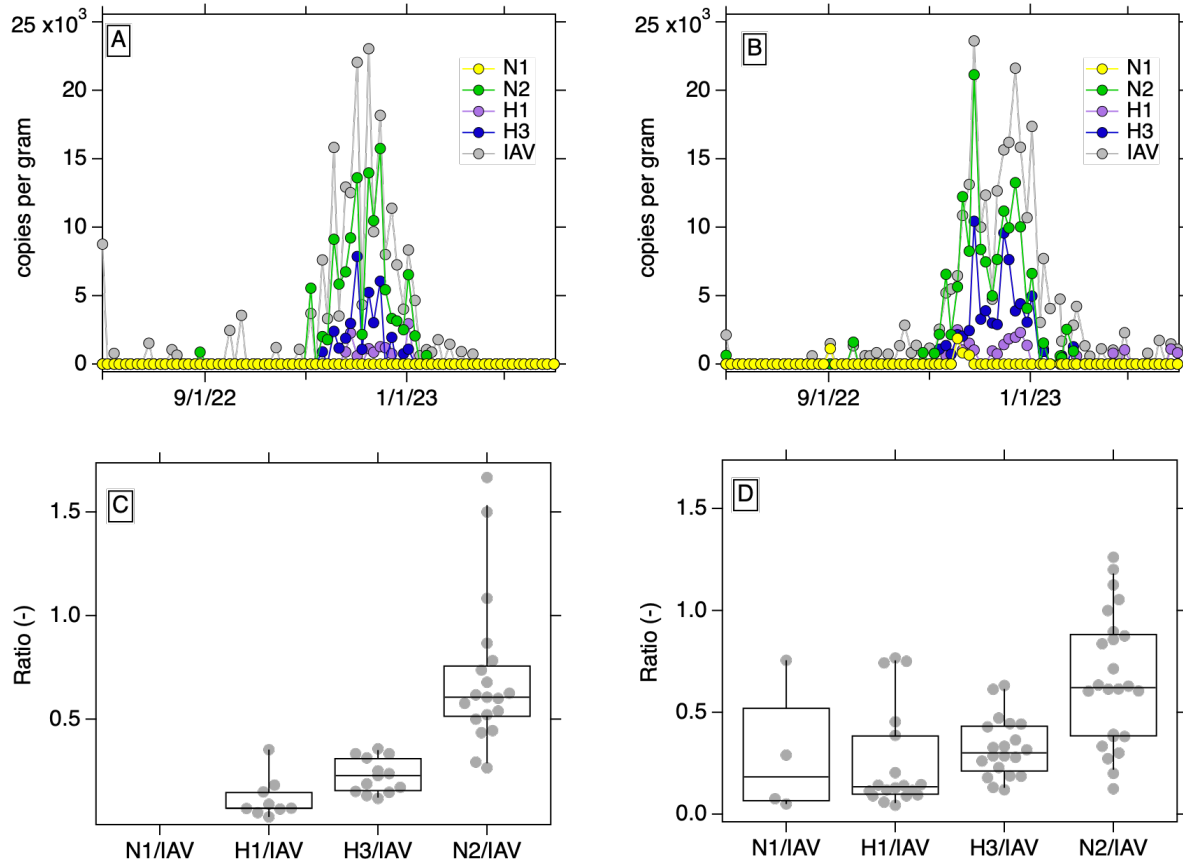 A
25 x10³
20
15
10
5
0
copies per gram
N1
N2
H1
H3
IAV
9/1/22
1/1/23
B
25 x10³
20
15
10
5
0
copies per gram
N1
N2
H1
H3
IAV
9/1/22
1/1/23
C
1.5
1.0
0.5
Ratio (-)
N1/IAV
H1/IAV
H3/IAV
N2/IAV
D
1.5
1.0
0.5
0.0
Ratio (-)
N1/IAV
H1/IAV
H3/IAV
N2/IAV